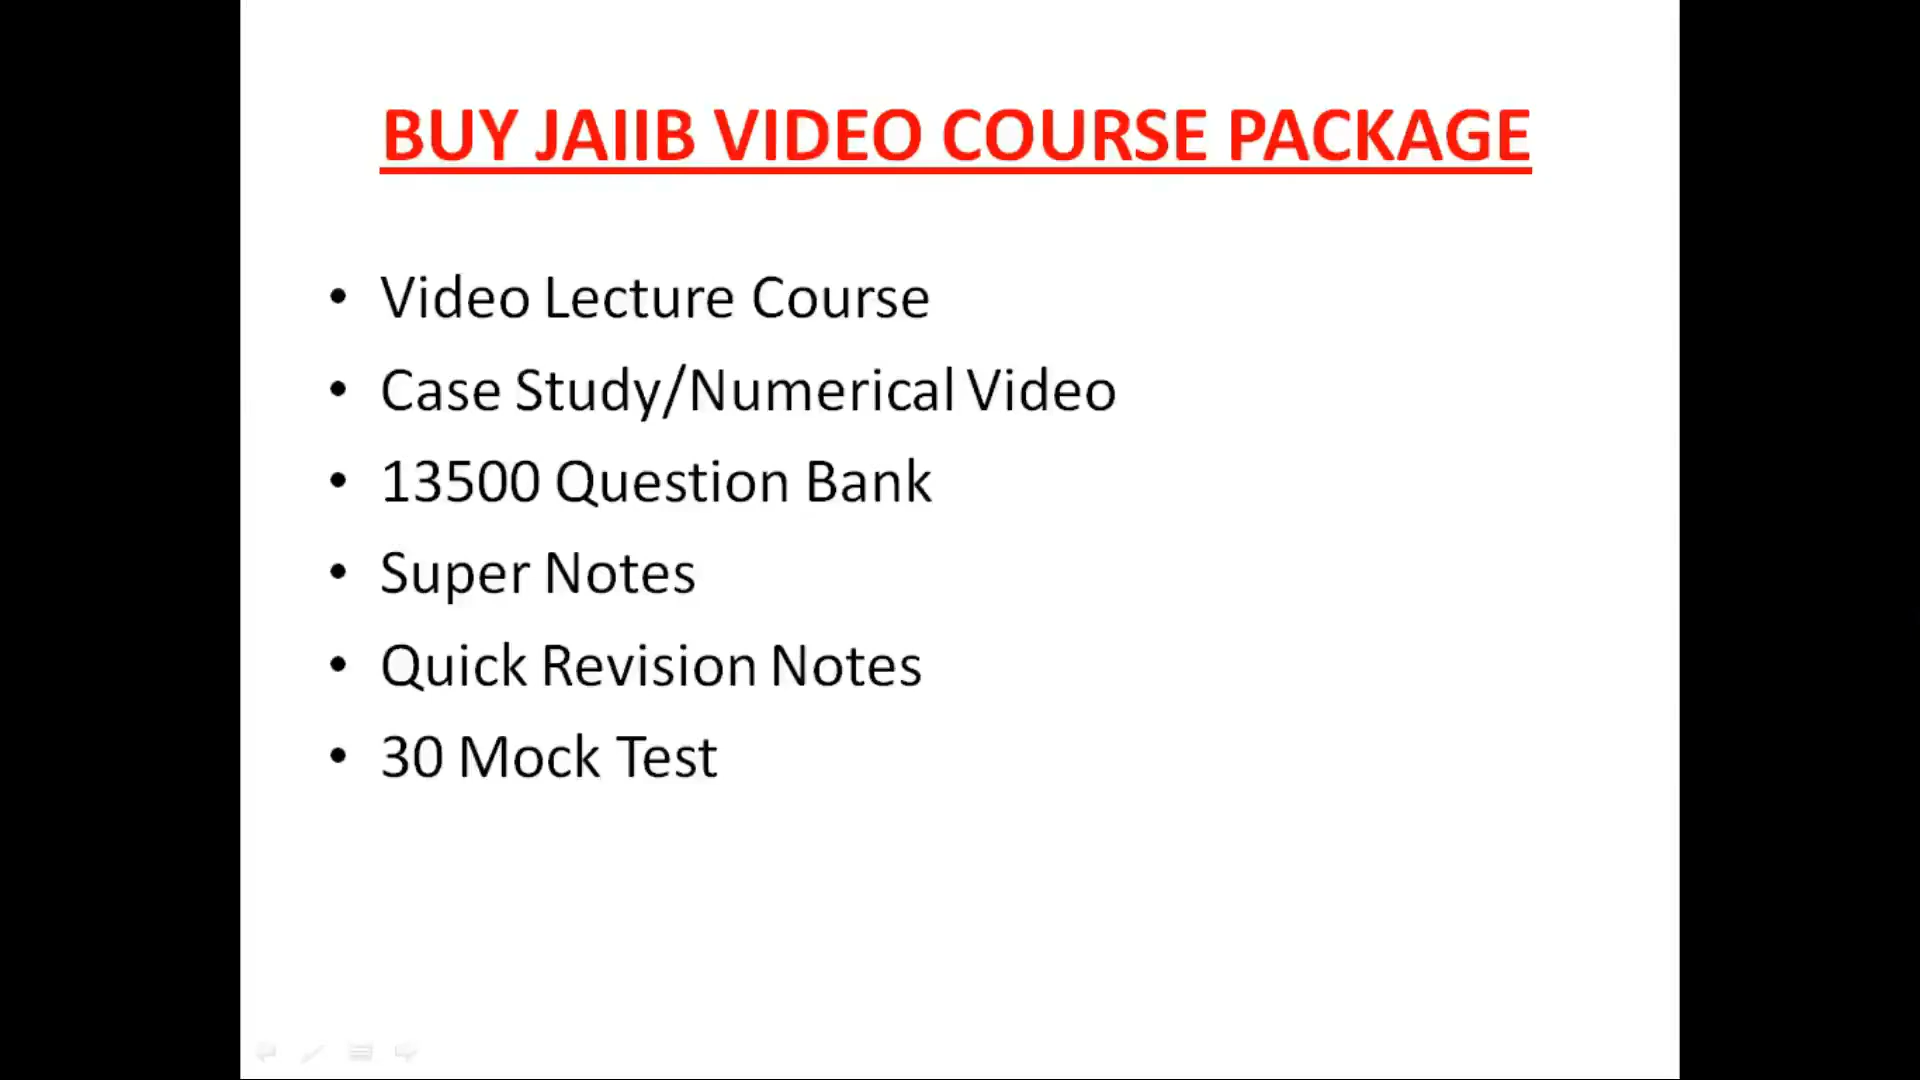 BUY JAIIB VIDEO COURSE PACKAGE
• Video Lecture Course
• Case Study/Numerical Video
• 13500 Question Bank
• Super Notes
• Quick Revision Notes
• 30 Mock Test